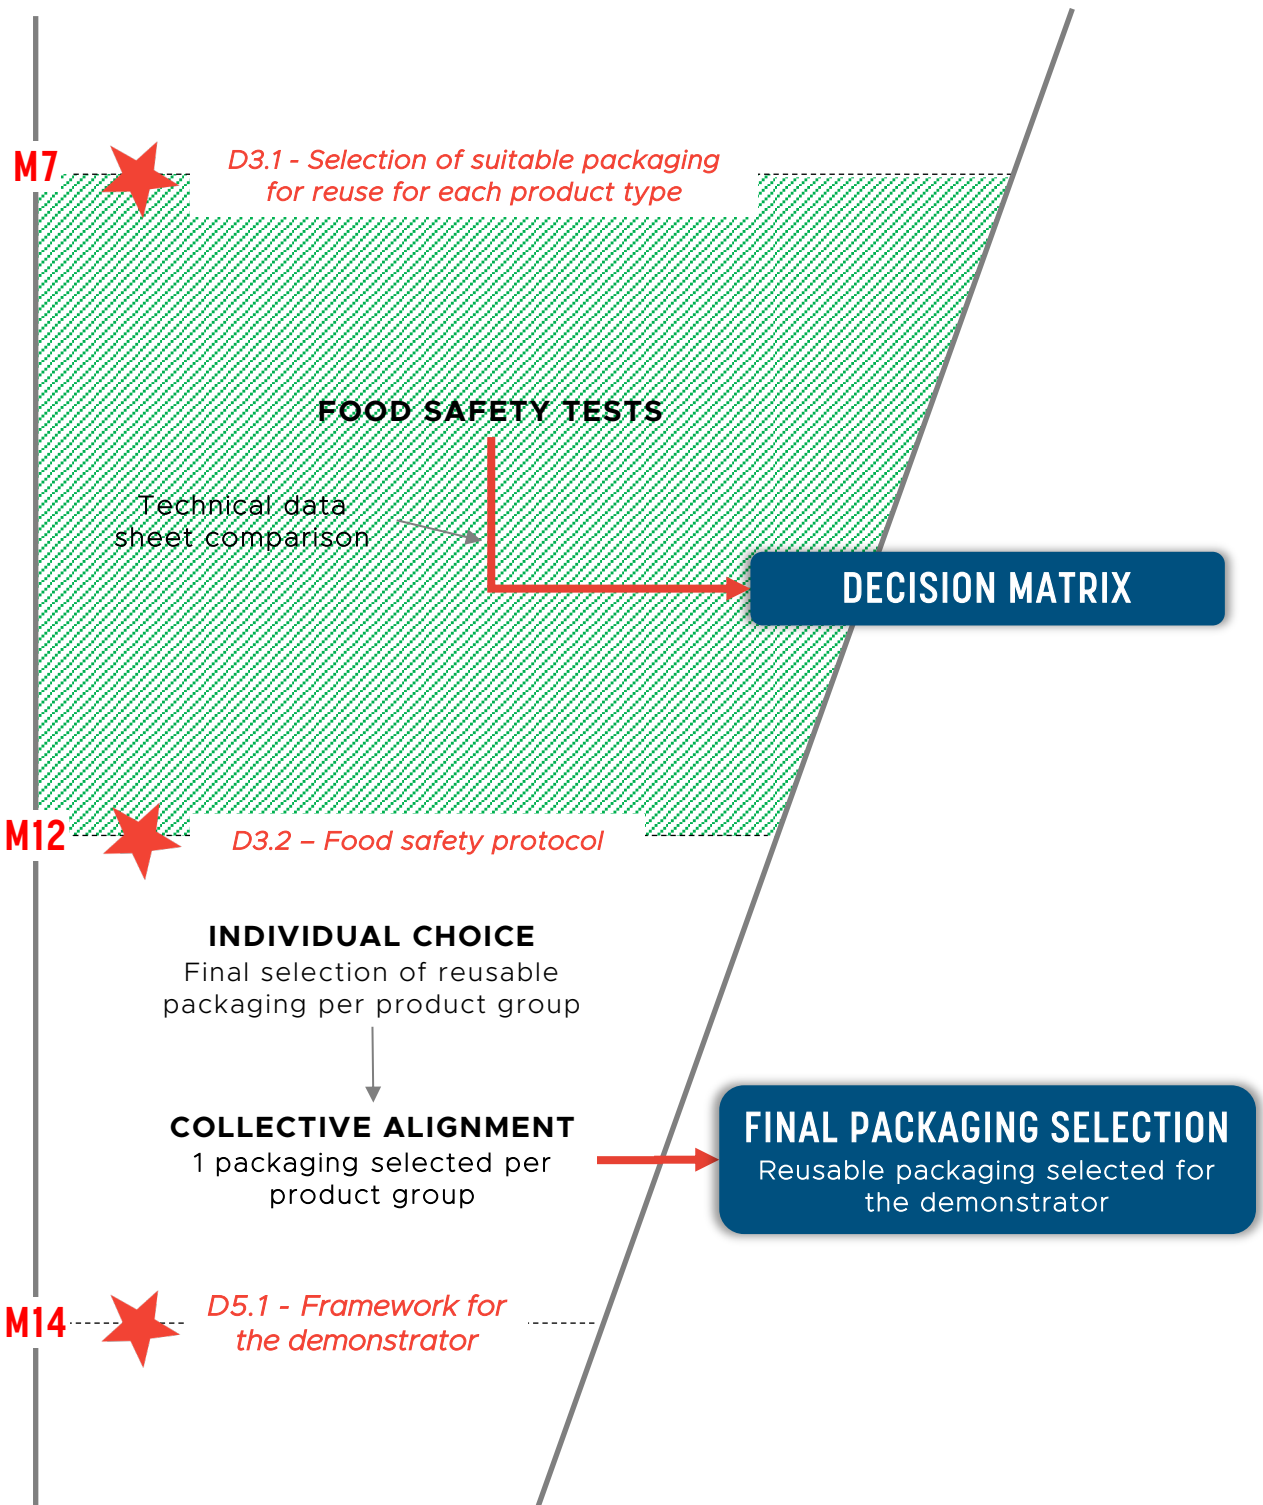 M7
D3.1 - Selection of suitable packaging
for reuse for each product type
FOOD SAFETY TESTS
Technical data
sheet comparison
DECISION MATRIX
M12
D3.2 – Food safety protocol
INDIVIDUAL CHOICE
Final selection of reusable
packaging per product group
COLLECTIVE ALIGNMENT
1 packaging selected per
product group
FINAL PACKAGING SELECTION
Reusable packaging selected for
the demonstrator
M14
D5.1 - Framework for
the demonstrator